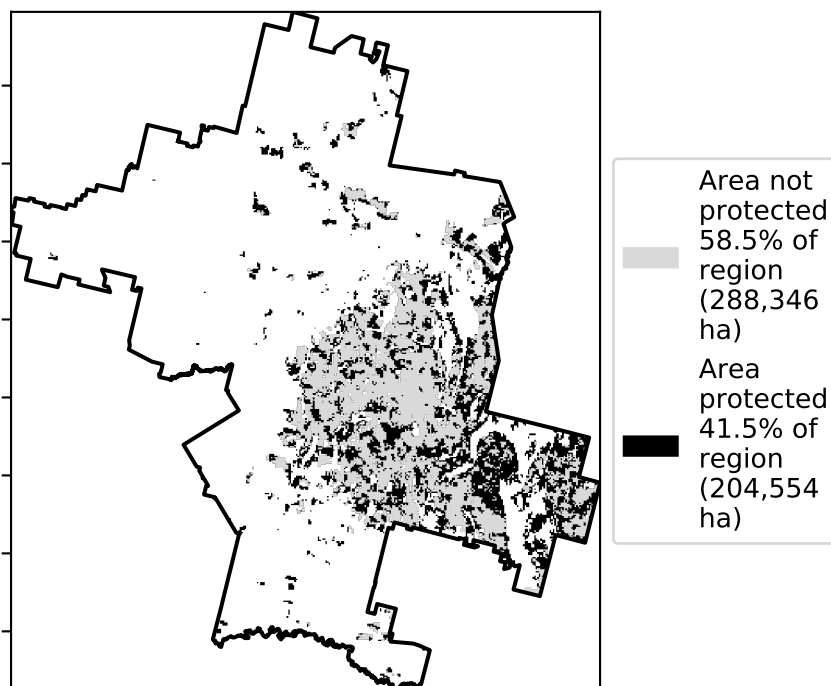 Area not
protected
58.5% of
region
(288,346
ha)
Area
protected
41.5% of
region
(204,554
ha)